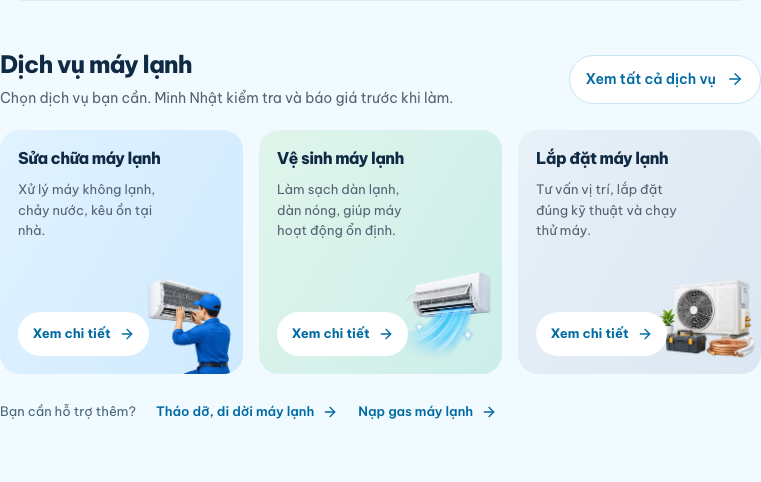 Dịch vụ máy lạnh
Chọn dịch vụ bạn cần. Minh Nhật kiểm tra và báo giá trước khi làm.
Xem tất cả dịch vụ
Sửa chữa máy lạnh
Xử lý máy không lạnh,
chảy nước, kêu ồn tại
nhà.
Xem chi tiết
Vệ sinh máy lạnh
Làm sạch dàn lạnh,
dàn nóng, giúp máy
hoạt động ổn định.
Xem chi tiết
Lắp đặt máy lạnh
Tư vấn vị trí, lắp đặt
đúng kỹ thuật và chạy
thử máy.
Xem chi tiết
Bạn cần hỗ trợ thêm? Tháo dỡ, di dời máy lạnh Nạp gas máy lạnh